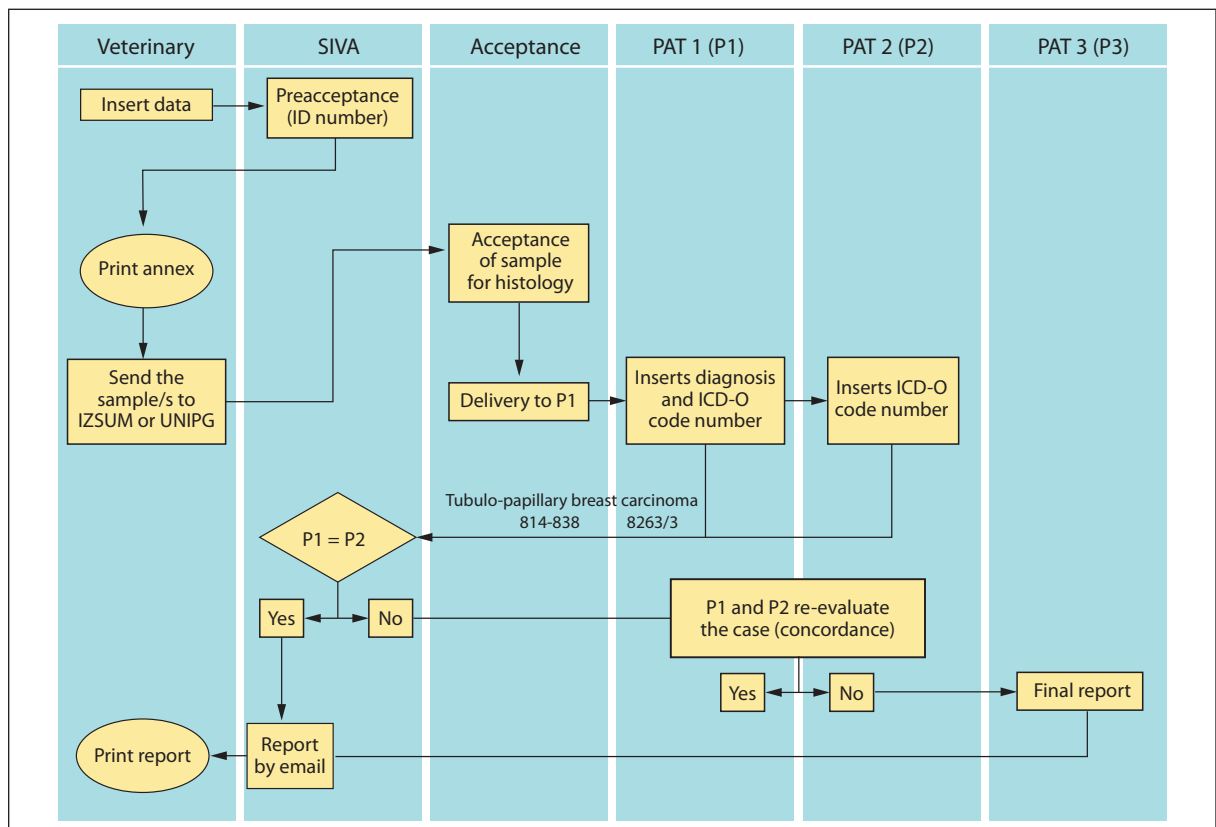 Veterinary
SIVA
Acceptance
PAT 1 (P1)
PAT 2 (P2)
PAT 3 (P3)
Insert data
Preacceptance
(ID number)
Print annex
Acceptance
of sample
for histology
Send the
sample/s to
IZSUM or UNIPG
Delivery to P1
Inserts diagnosis
and ICD-O
code number
Inserts ICD-O
code number
Tubulo-papillary breast carcinoma
814-838 8263/3
P1 = P2
Yes
No
P1 and P2 re-evaluate
the case (concordance)
Yes
No
Final report
Print report
Report
by email